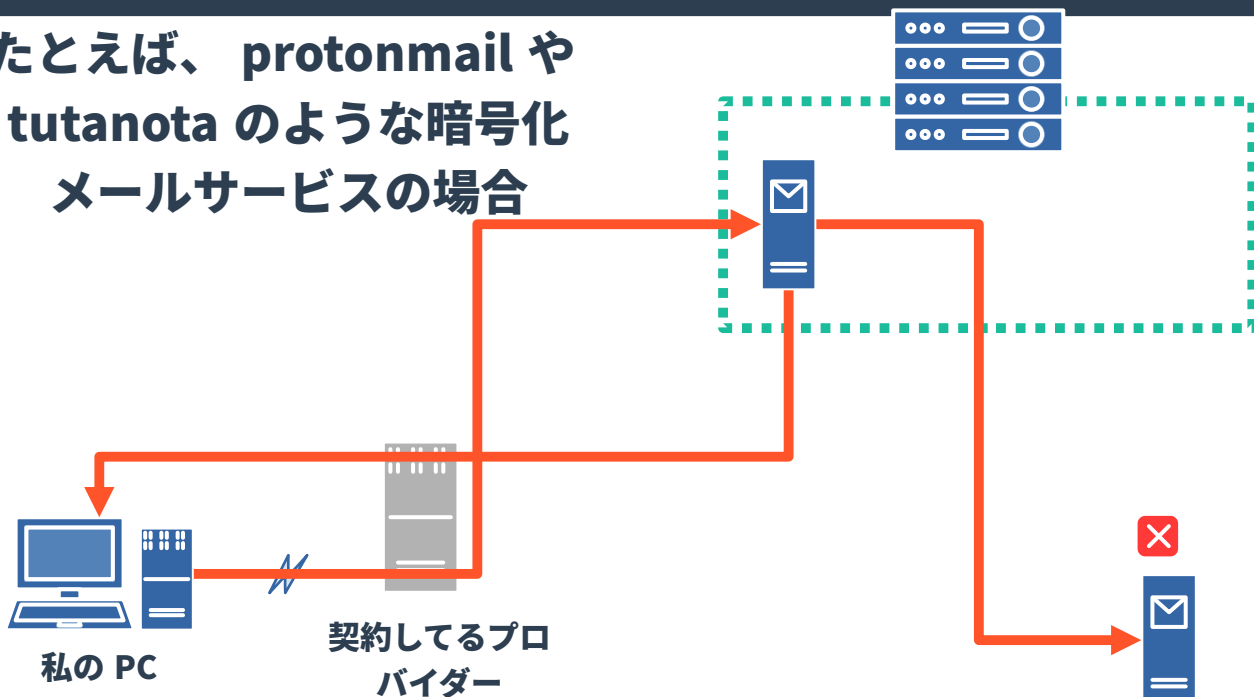 たとえば、 protonmail や
tutanota のような暗号化
メールサービスの場合
契約してるプロ
バイダー
私の PC